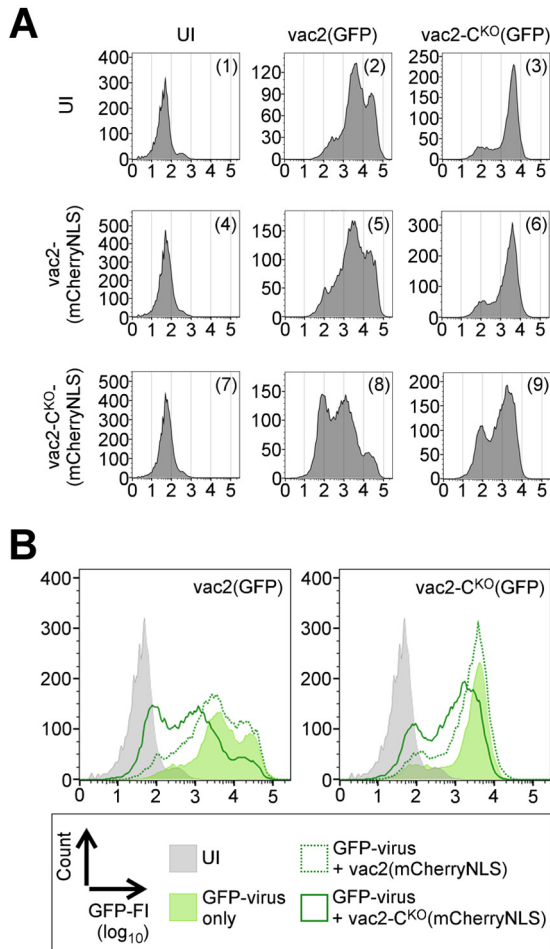 A
UI
vac2(GFP)
vac2-Cᴷᴼ(GFP)
UI
400
300
200
100
0
(1)
0 1 2 3 4 5
120
90
60
30
0
(2)
0 1 2 3 4 5
250
200
150
100
50
0
(3)
0 1 2 3 4 5
vac2-
(mCherryNLS)
500
400
300
200
100
0
(4)
0 1 2 3 4 5
150
100
50
0
(5)
0 1 2 3 4 5
300
200
100
0
(6)
0 1 2 3 4 5
vac2-Cᴷᴼ-
(mCherryNLS)
500
400
300
200
100
0
(7)
0 1 2 3 4 5
150
100
50
0
(8)
0 1 2 3 4 5
200
150
100
50
0
(9)
0 1 2 3 4 5
B
400
300
200
100
0
vac2(GFP)
0 1 2 3 4 5
400
300
200
100
0
vac2-Cᴷᴼ(GFP)
0 1 2 3 4 5
Count
GFP-FI
(log₁₀)
UI
GFP-virus
only
GFP-virus
+ vac2(mCherryNLS)
GFP-virus
+ vac2-Cᴷᴼ(mCherryNLS)